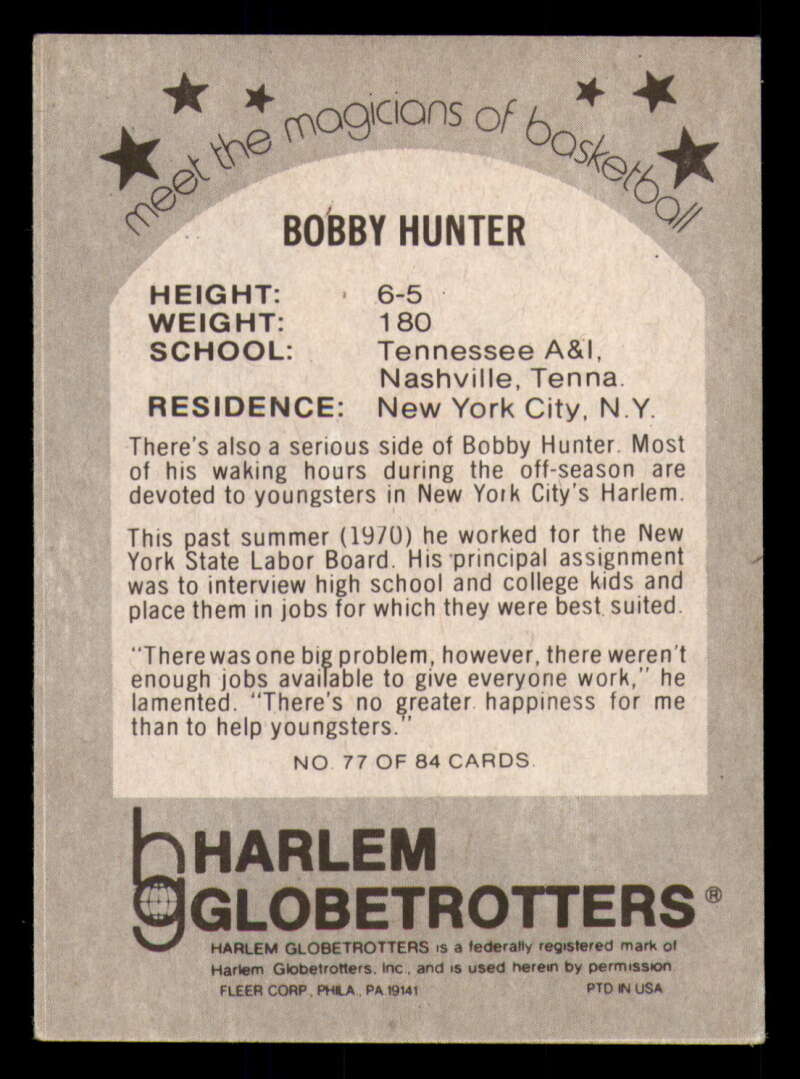 meet the magicians of basketball
BOBBY HUNTER
HEIGHT: 6-5
WEIGHT: 180
SCHOOL: Tennessee A&I,
Nashville, Tenna.
RESIDENCE: New York City, N.Y.
There's also a serious side of Bobby Hunter. Most
of his waking hours during the off-season are
devoted to youngsters in New York City's Harlem.
This past summer (1970) he worked for the New
York State Labor Board. His principal assignment
was to interview high school and college kids and
place them in jobs for which they were best suited.
"There was one big problem, however, there weren't
enough jobs available to give everyone work," he
lamented. "There's no greater happiness for me
than to help youngsters."
NO. 77 OF 84 CARDS.
hg HARLEM
GLOBETROTTERS®
HARLEM GLOBETROTTERS is a federally registered mark of
Harlem Globetrotters, Inc., and is used herein by permission
FLEER CORP., PHILA., PA 19141 PTD IN USA